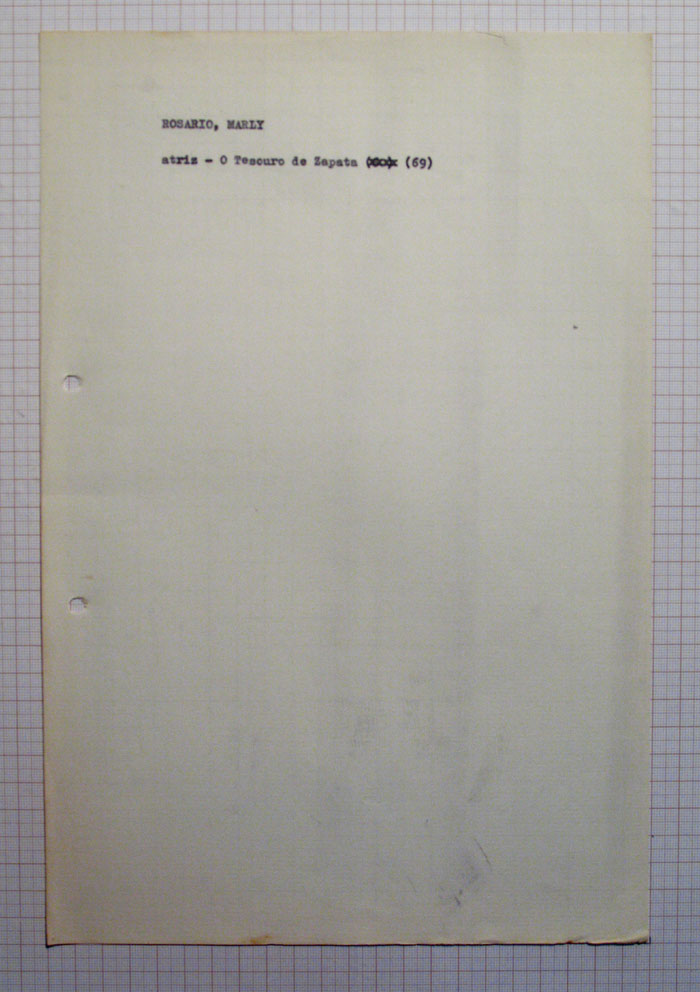 ROSARIO, MARLY
atriz - O Tesouro de Zapata (69)